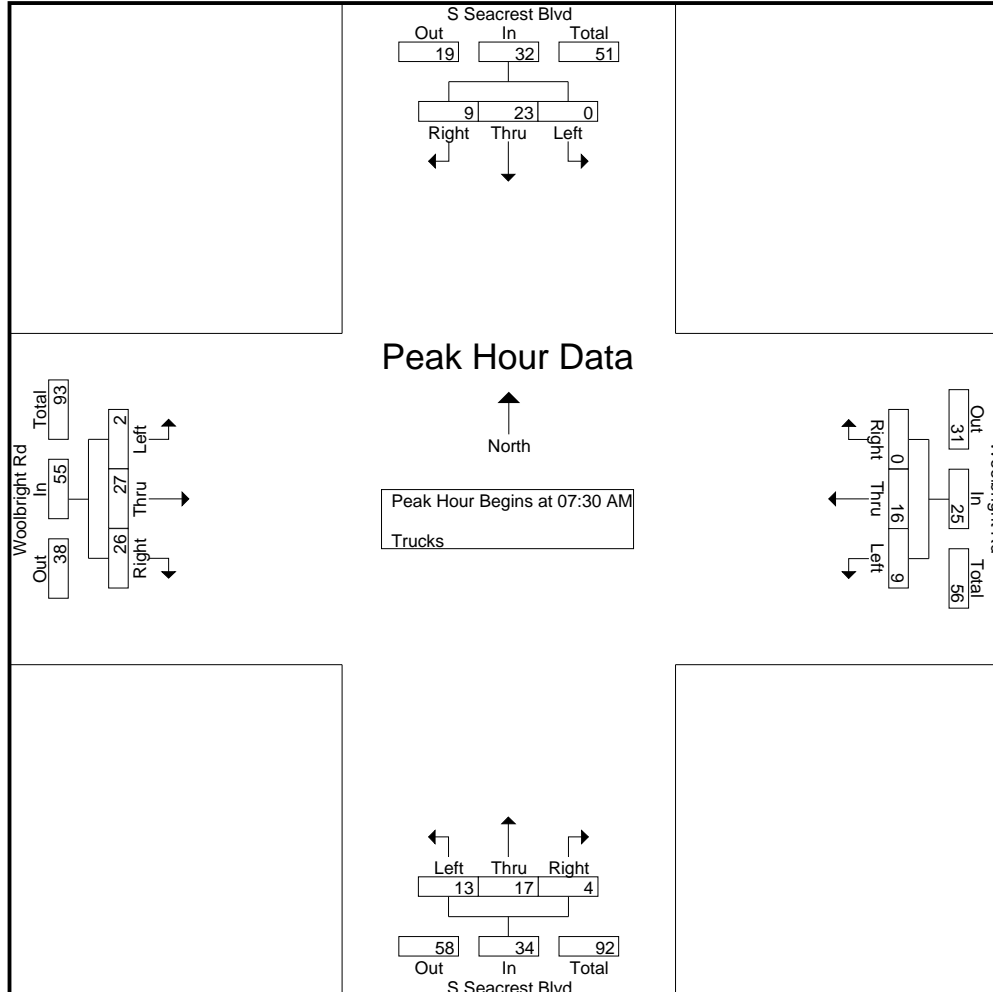 S Seacrest Blvd
Out In Total
19 32 51
9 23 0
Right Thru Left
Peak Hour Data
North
Peak Hour Begins at 07:30 AM
Trucks
Woolbright Rd
Total In Out
93 55 38
2 27 26
Left Thru Right
Out In Total
31 25 56
0 16 9
Right Thru Left
Left Thru Right
13 17 4
58 34 92
Out In Total
S Seacrest Blvd